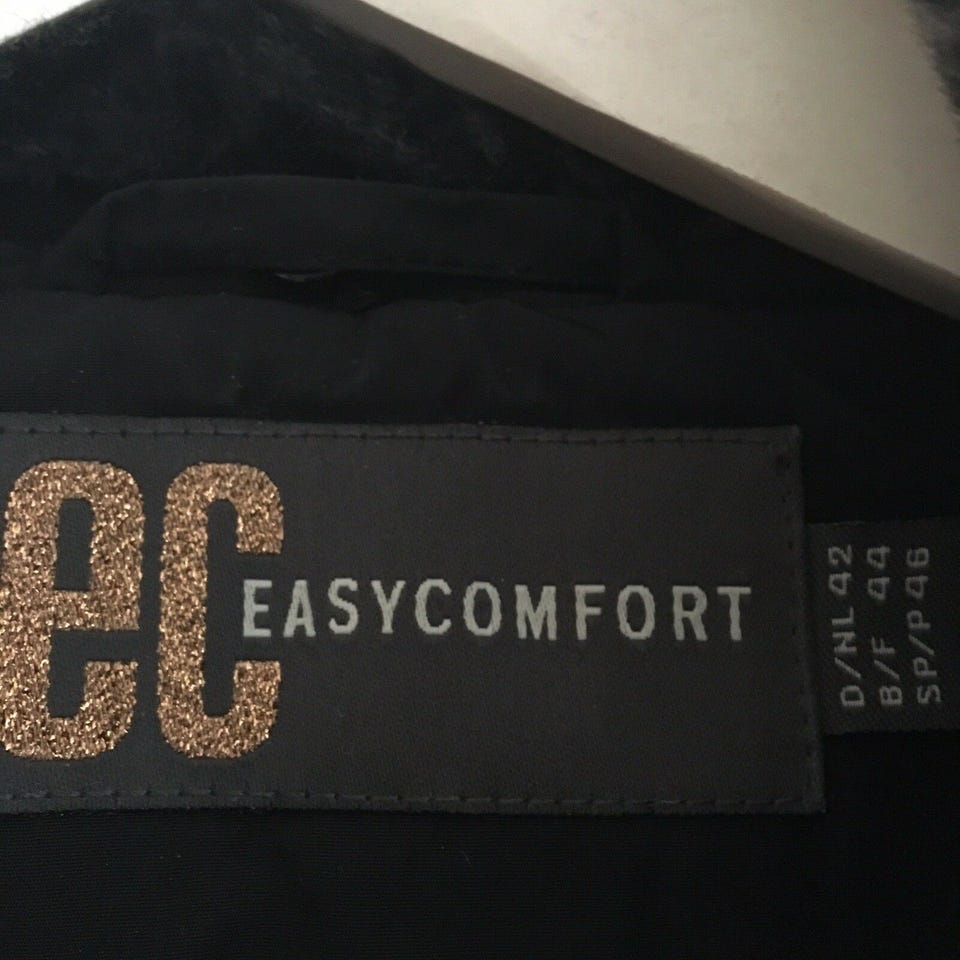 ec
EASYCOMFORT
D/NL 42
B/F 44
SP/P 46